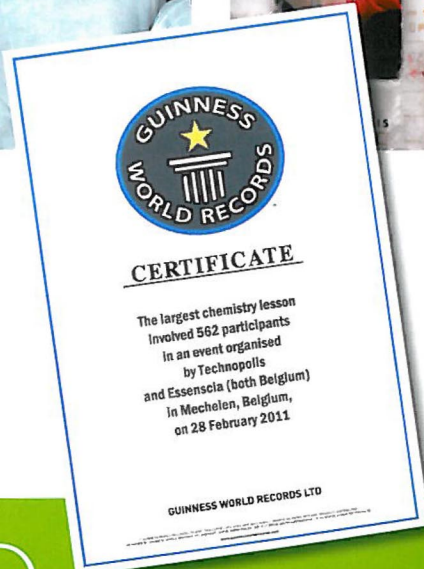 GUINNESS
WORLD RECORDS
CERTIFICATE
The largest chemistry lesson
involved 562 participants
in an event organised
by Technopolis
and Essenscia (both Belgium)
in Mechelen, Belgium,
on 28 February 2011
GUINNESS WORLD RECORDS LTD